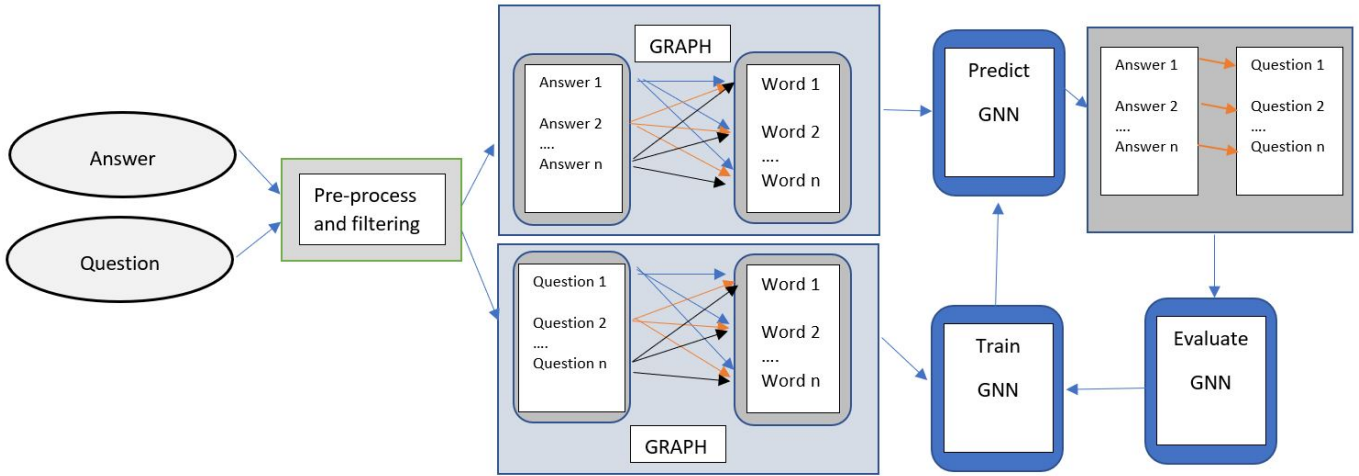 Answer
Question
Pre-process
and filtering
GRAPH
Answer 1
Answer 2
....
Answer n
Word 1
Word 2
....
Word n
Question 1
Question 2
....
Question n
Word 1
Word 2
....
Word n
GRAPH
Predict
GNN
Answer 1
Answer 2
....
Answer n
Question 1
Question 2
....
Question n
Train
GNN
Evaluate
GNN